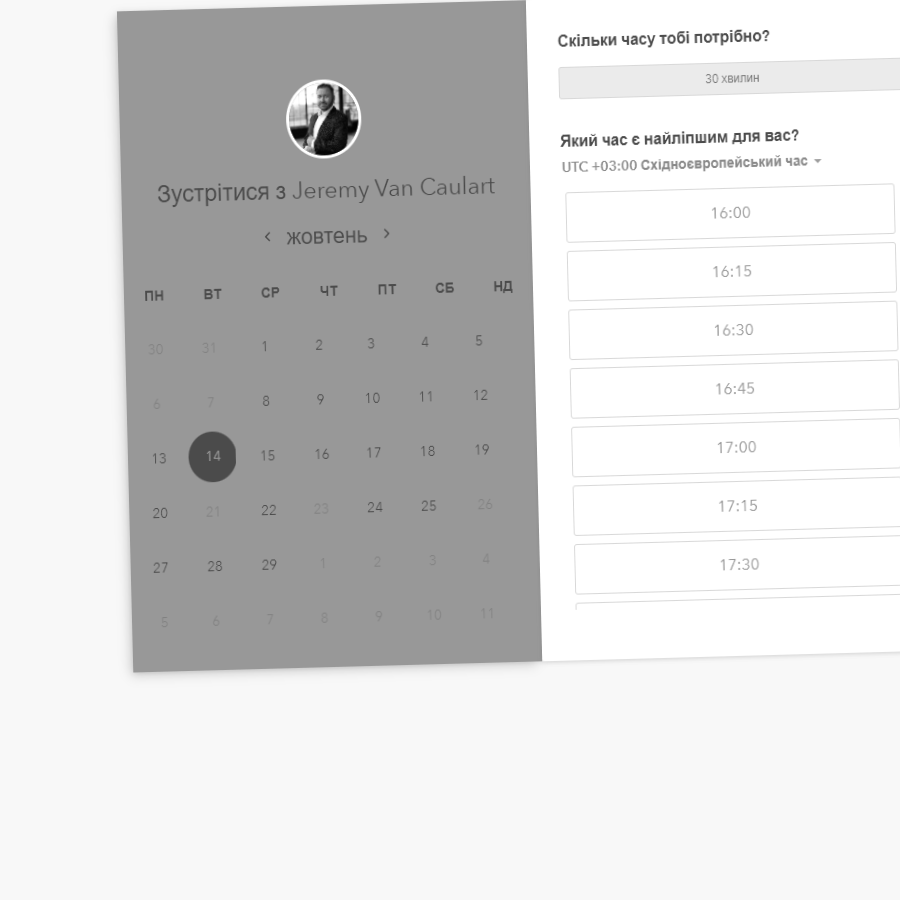 Зустрітися з Jeremy Van Caulart
жовтень
ПН ВТ СР ЧТ ПТ СБ НД
30 31 1 2 3 4 5
6 7 8 9 10 11 12
13 14 15 16 17 18 19
20 21 22 23 24 25 26
27 28 29 1 2 3 4
5 6 7 8 9 10 11
Скільки часу тобі потрібно?
30 хвилин
Який час є найліпшим для вас?
UTC +03:00 Східноєвропейський час
16:00
16:15
16:30
16:45
17:00
17:15
17:30